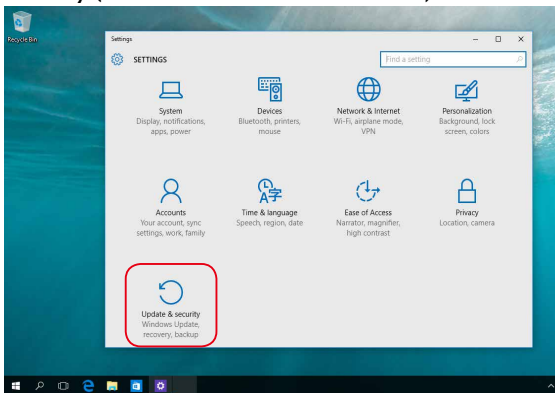 Recycle Bin
Settings
SETTINGS
Find a setting
System
Display, notifications,
apps, power
Devices
Bluetooth, printers,
mouse
Network & Internet
Wi-Fi, airplane mode,
VPN
Personalization
Background, lock
screen, colors
Accounts
Your account, sync
settings, work, family
Time & language
Speech, region, date
Ease of Access
Narrator, magnifier,
high contrast
Privacy
Location, camera
Update & security
Windows Update,
recovery, backup